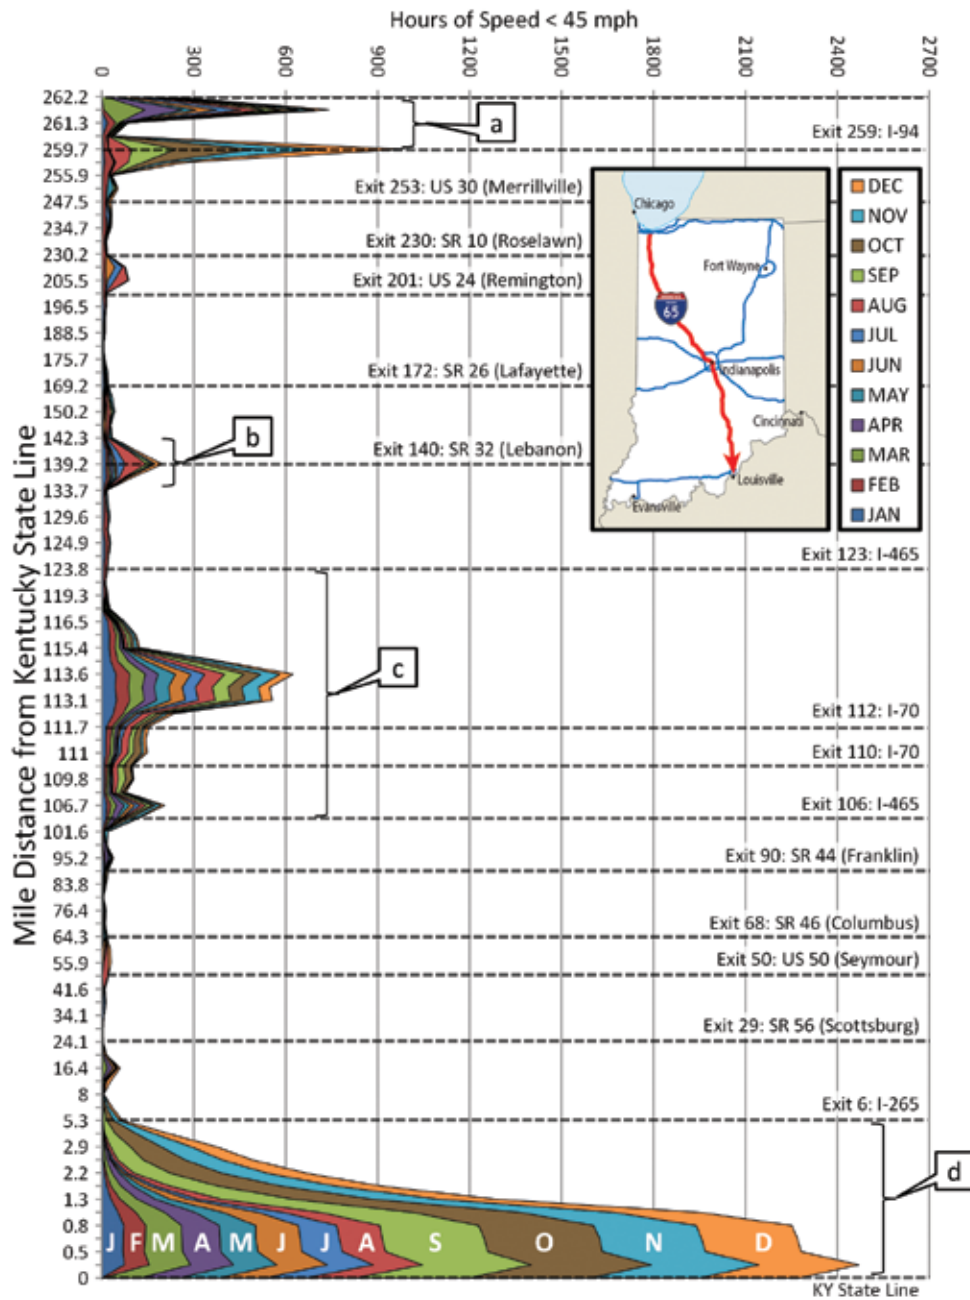 Hours of Speed < 45 mph
0 300 600 900 1200 1500 1800 2100 2400 2700
Mile Distance from Kentucky State Line
262.2
261.3
259.7
255.9
247.5
234.7
230.2
205.5
196.5
188.5
175.7
169.2
150.2
142.3
139.2
133.7
129.6
124.9
123.8
119.3
116.5
115.4
113.6
113.1
111.7
111
109.8
106.7
101.6
95.2
83.8
76.4
64.3
55.9
41.6
34.1
24.1
16.4
8
5.3
2.9
2.2
1.3
0.8
0.5
0
a
Exit 259: I-94
Exit 253: US 30 (Merrillville)
Exit 230: SR 10 (Roselawn)
Exit 201: US 24 (Remington)
Exit 172: SR 26 (Lafayette)
b
Exit 140: SR 32 (Lebanon)
Chicago
Fort Wayne
65
Indianapolis
Cincinnati
Louisville
Evansville
DEC
NOV
OCT
SEP
AUG
JUL
JUN
MAY
APR
MAR
FEB
JAN
Exit 123: I-465
c
Exit 112: I-70
Exit 110: I-70
Exit 106: I-465
Exit 90: SR 44 (Franklin)
Exit 68: SR 46 (Columbus)
Exit 50: US 50 (Seymour)
Exit 29: SR 56 (Scottsburg)
Exit 6: I-265
d
J F M A M J J A S O N D
KY State Line